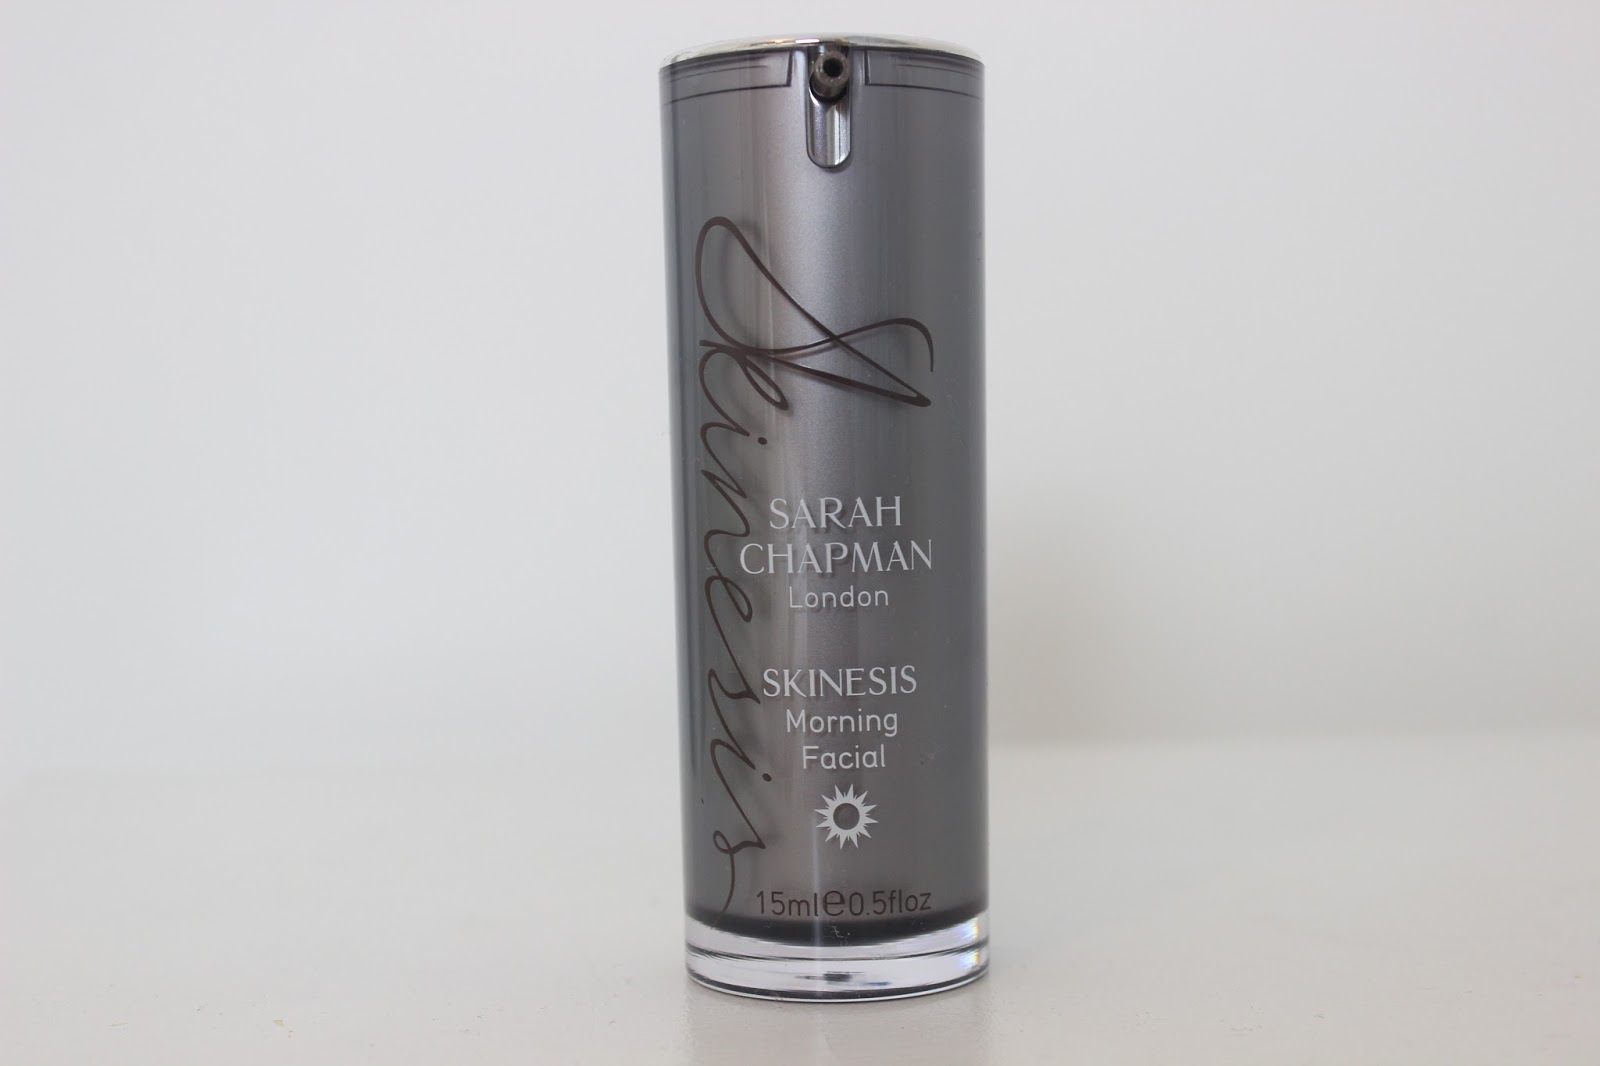 Skinesis
SARAH
CHAPMAN
London
SKINESIS
Morning
Facial
15ml℮0.5floz